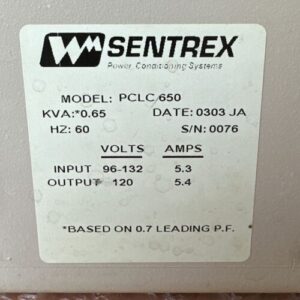 WM SENTREX
Power Conditioning Systems
MODEL: PCLC 650
KVA:*0.65 DATE: 0303 JA
HZ: 60 S/N: 0076
VOLTS AMPS
INPUT 96-132 5.3
OUTPUT 120 5.4
*BASED ON 0.7 LEADING P.F.